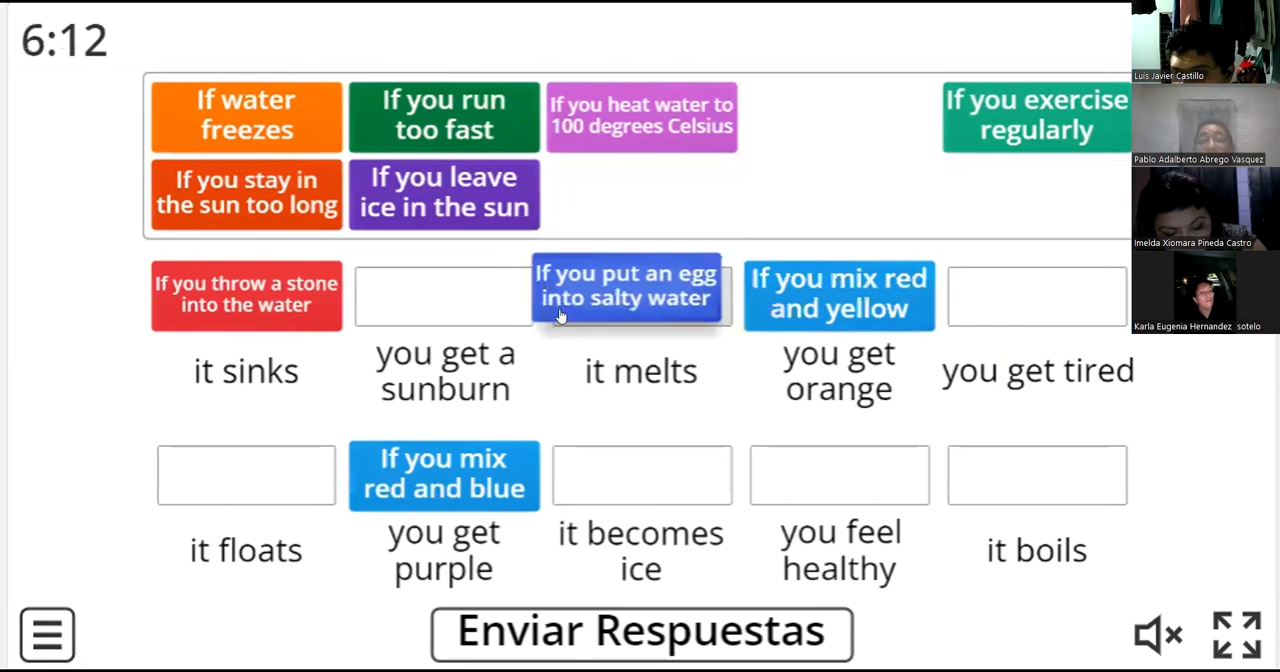 6:12
If water
freezes
If you run
too fast
If you heat water to
100 degrees Celsius
If you exercise
regularly
If you stay in
the sun too long
If you leave
ice in the sun
If you throw a stone
into the water
If you put an egg
into salty water
If you mix red
and yellow
it sinks
you get a
sunburn
it melts
you get
orange
you get tired
If you mix
red and blue
it floats
you get
purple
it becomes
ice
you feel
healthy
it boils
Enviar Respuestas
Luis Javier Castillo
Pablo Adalberto Abrego Vasquez
Imelda Xiomara Pineda Castro
Karla Eugenia Hernandez sotelo